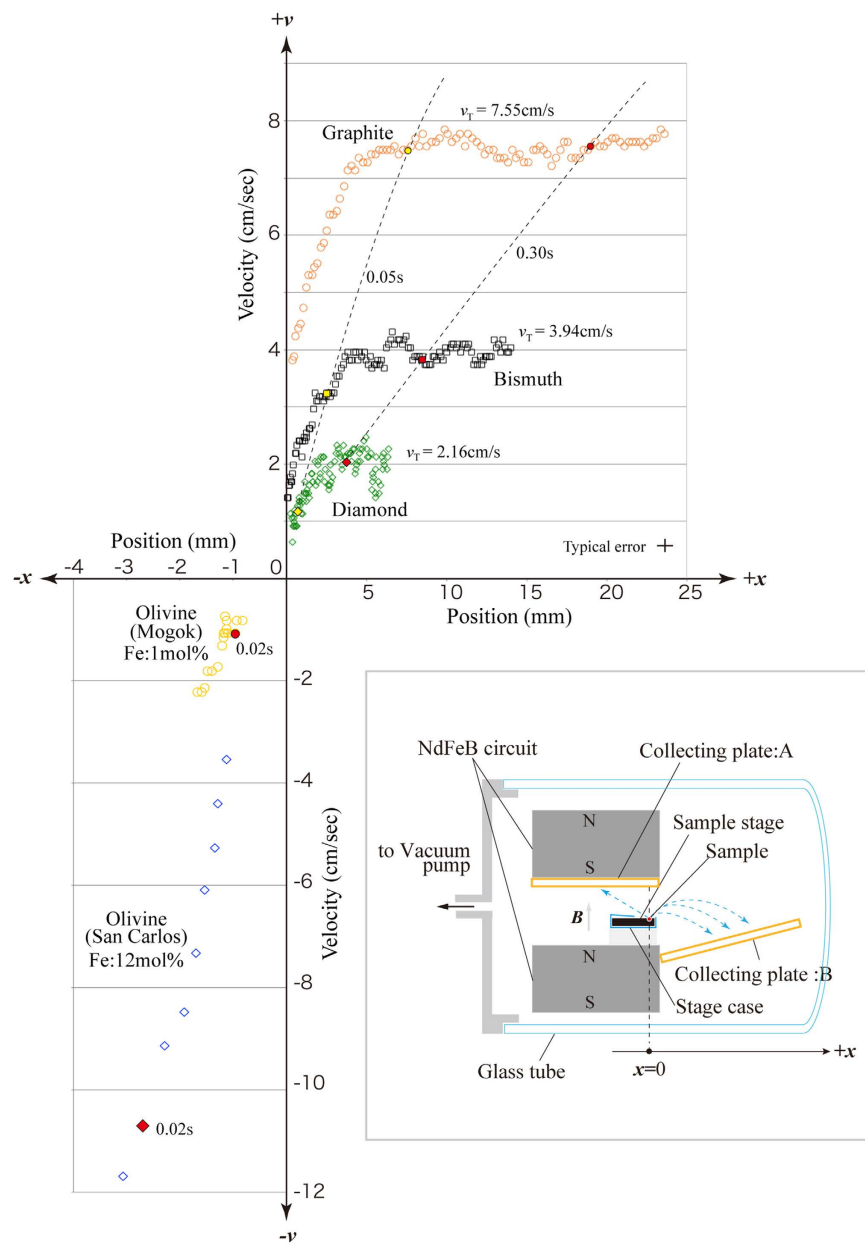 +v
8
Graphite
vT = 7.55cm/s
Velocity (cm/sec)
6
0.05s
0.30s
4
vT = 3.94cm/s
Bismuth
2
vT = 2.16cm/s
Diamond
Typical error
Position (mm)
-4
-3
-2
-1
0
-x
+x
5
10
15
20
25
Position (mm)
Olivine
(Mogok)
Fe:1mol%
0.02s
-2
-4
Velocity (cm/sec)
-6
Olivine
(San Carlos)
Fe:12mol%
-8
-10
0.02s
-12
-v
NdFeB circuit
Collecting plate:A
N
Sample stage
to Vacuum
pump
S
Sample
B
N
Collecting plate :B
S
Stage case
+x
Glass tube
x=0